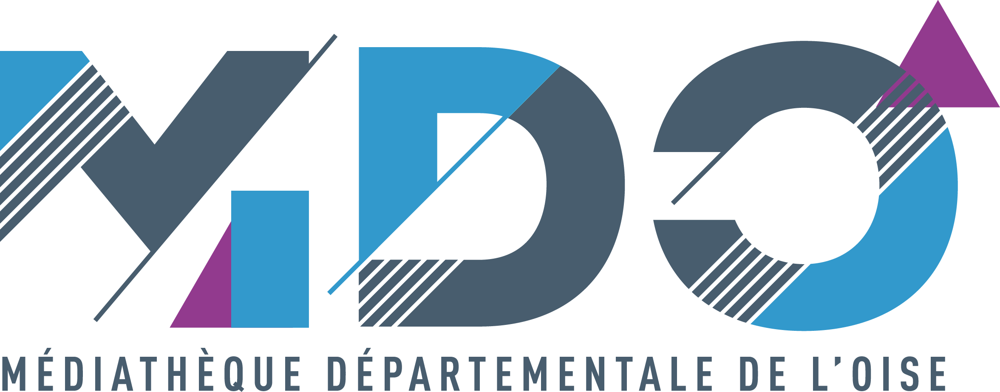 MDO
MÉDIATHÈQUE DÉPARTEMENTALE DE L'OISE